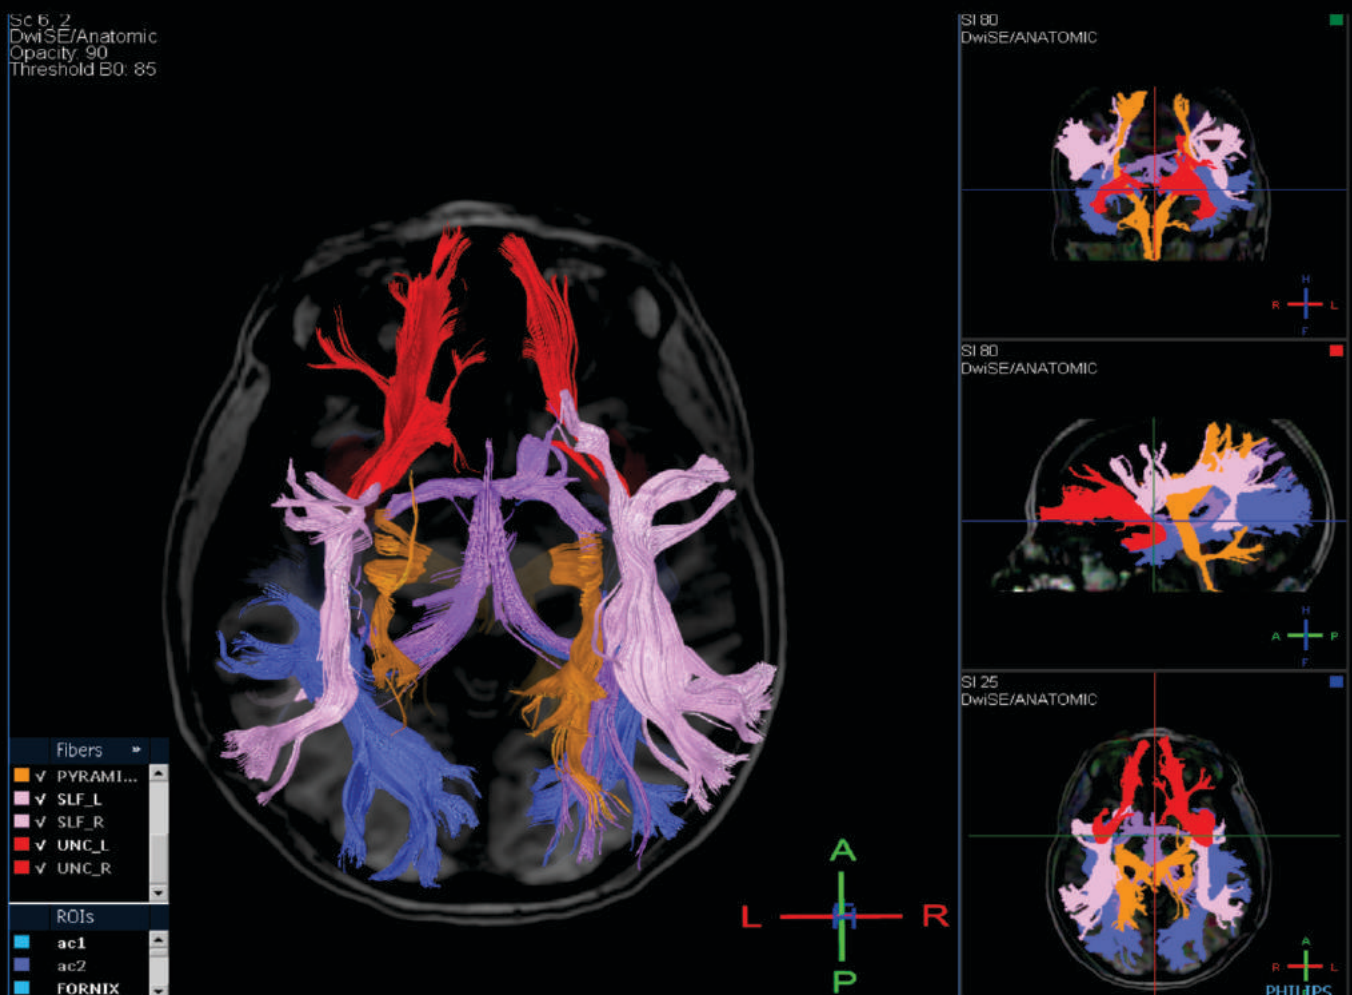 Sc 6, 2
DwiSE/Anatomic
Opacity: 90
Threshold B0: 85
SI 80
DwiSE/ANATOMIC
H
R L
F
SI 80
DwiSE/ANATOMIC
H
A P
F
SI 25
DwiSE/ANATOMIC
A
R L
PHILIPS
Fibers »
√ PYRAMI...
√ SLF_L
√ SLF_R
√ UNC_L
√ UNC_R
ROIs
ac1
ac2
FORNIX
A
L H R
P